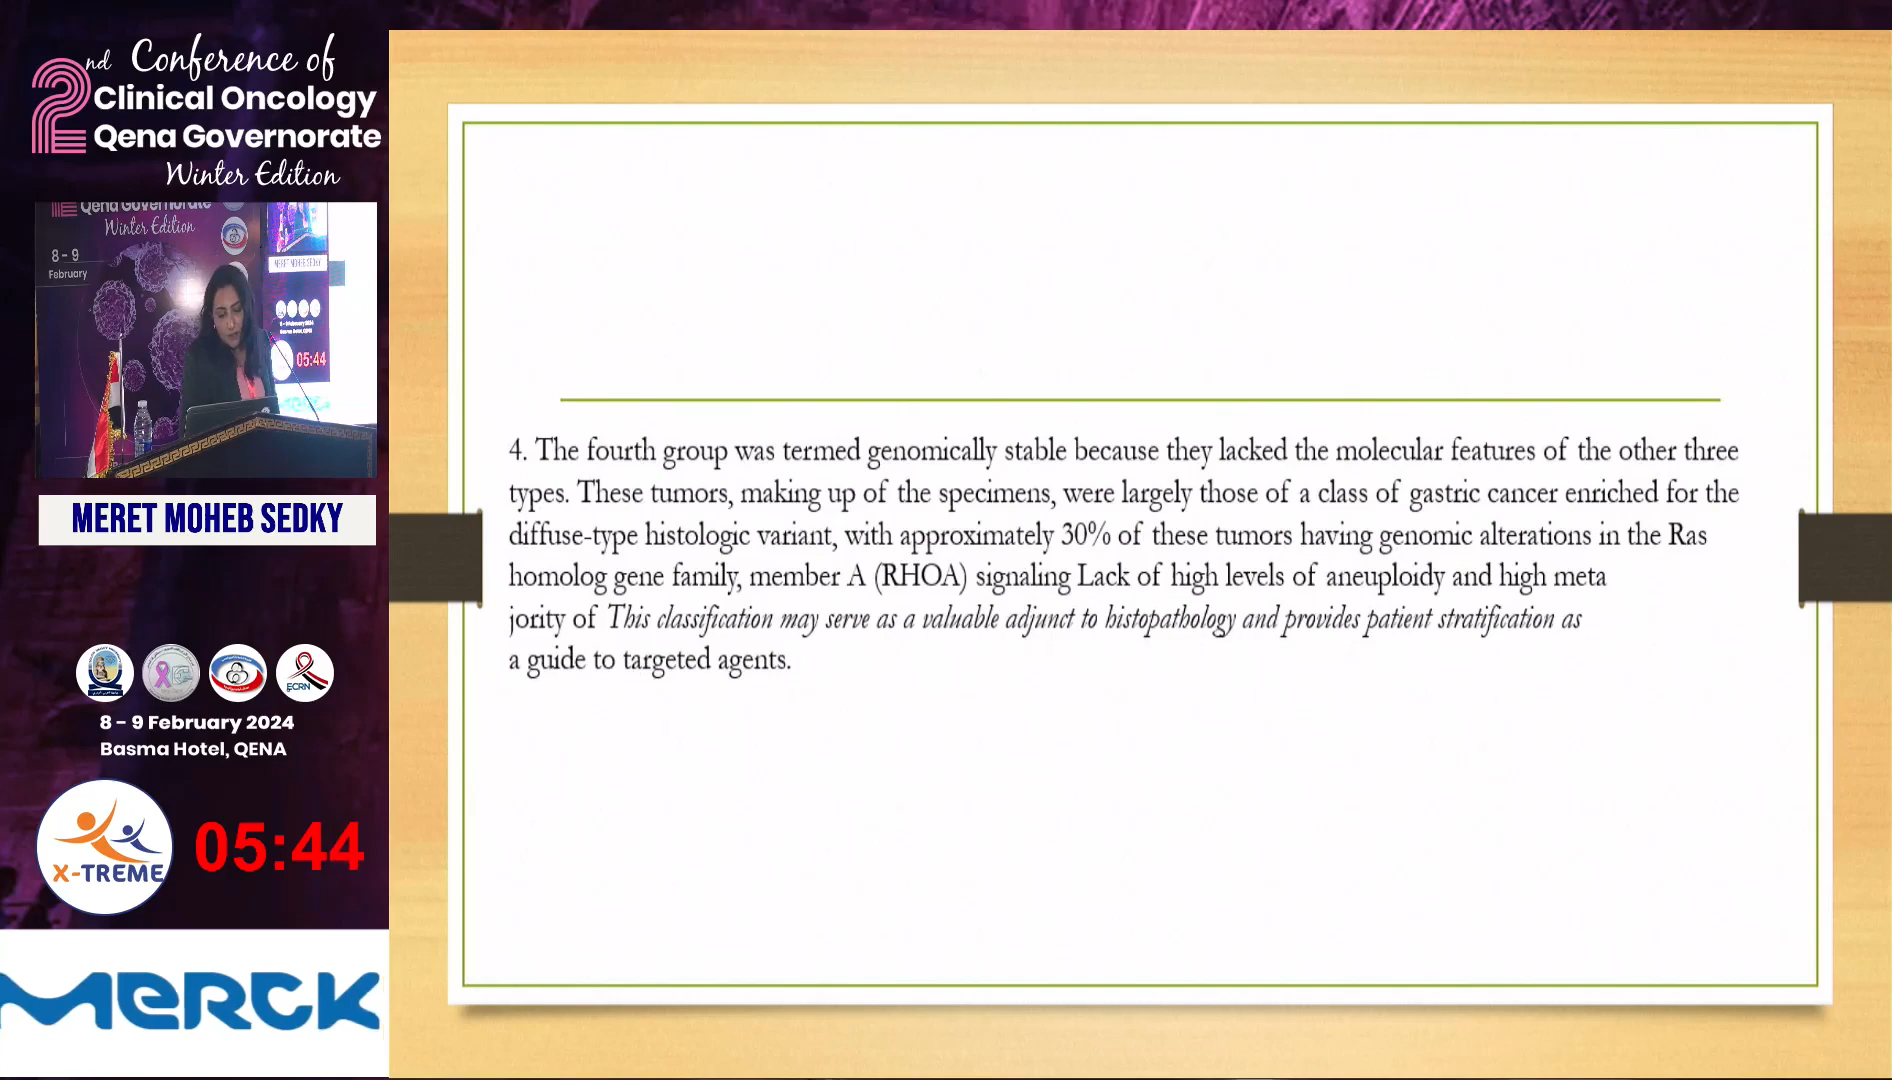 2nd Conference of
Clinical Oncology
Qena Governorate
Winter Edition
Qena Governorate
Winter Edition
8 - 9
February
MERET MOHEB SEDKY
05:44
MERET MOHEB SEDKY
ECRN
8 - 9 February 2024
Basma Hotel, QENA
X-TREME
05:44
MERCK
4. The fourth group was termed genomically stable because they lacked the molecular features of the other three
types. These tumors, making up of the specimens, were largely those of a class of gastric cancer enriched for the
diffuse-type histologic variant, with approximately 30% of these tumors having genomic alterations in the Ras
homolog gene family, member A (RHOA) signaling Lack of high levels of aneuploidy and high meta
jority of This classification may serve as a valuable adjunct to histopathology and provides patient stratification as
a guide to targeted agents.